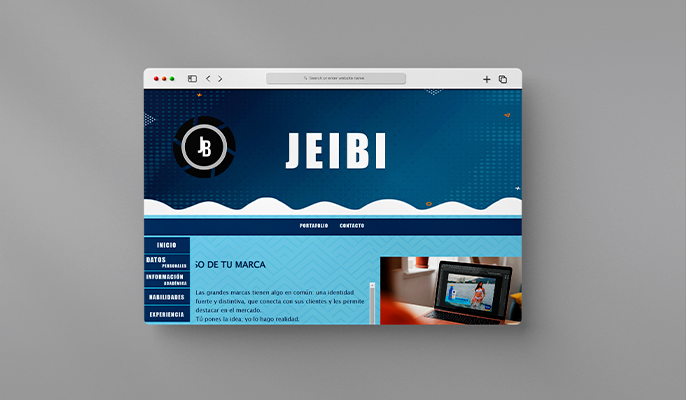 Search or enter website name
JB
JEIBI
PORTAFOLIO CONTACTO
INICIO
DATOS
PERSONALES
INFORMACIÓN
ACADÉMICA
HABILIDADES
EXPERIENCIA
SO DE TU MARCA
Las grandes marcas tienen algo en común: una identidad
fuerte y distintiva, que conecta con sus clientes y les permite
destacar en el mercado.
Tú pones la idea; yo lo hago realidad.